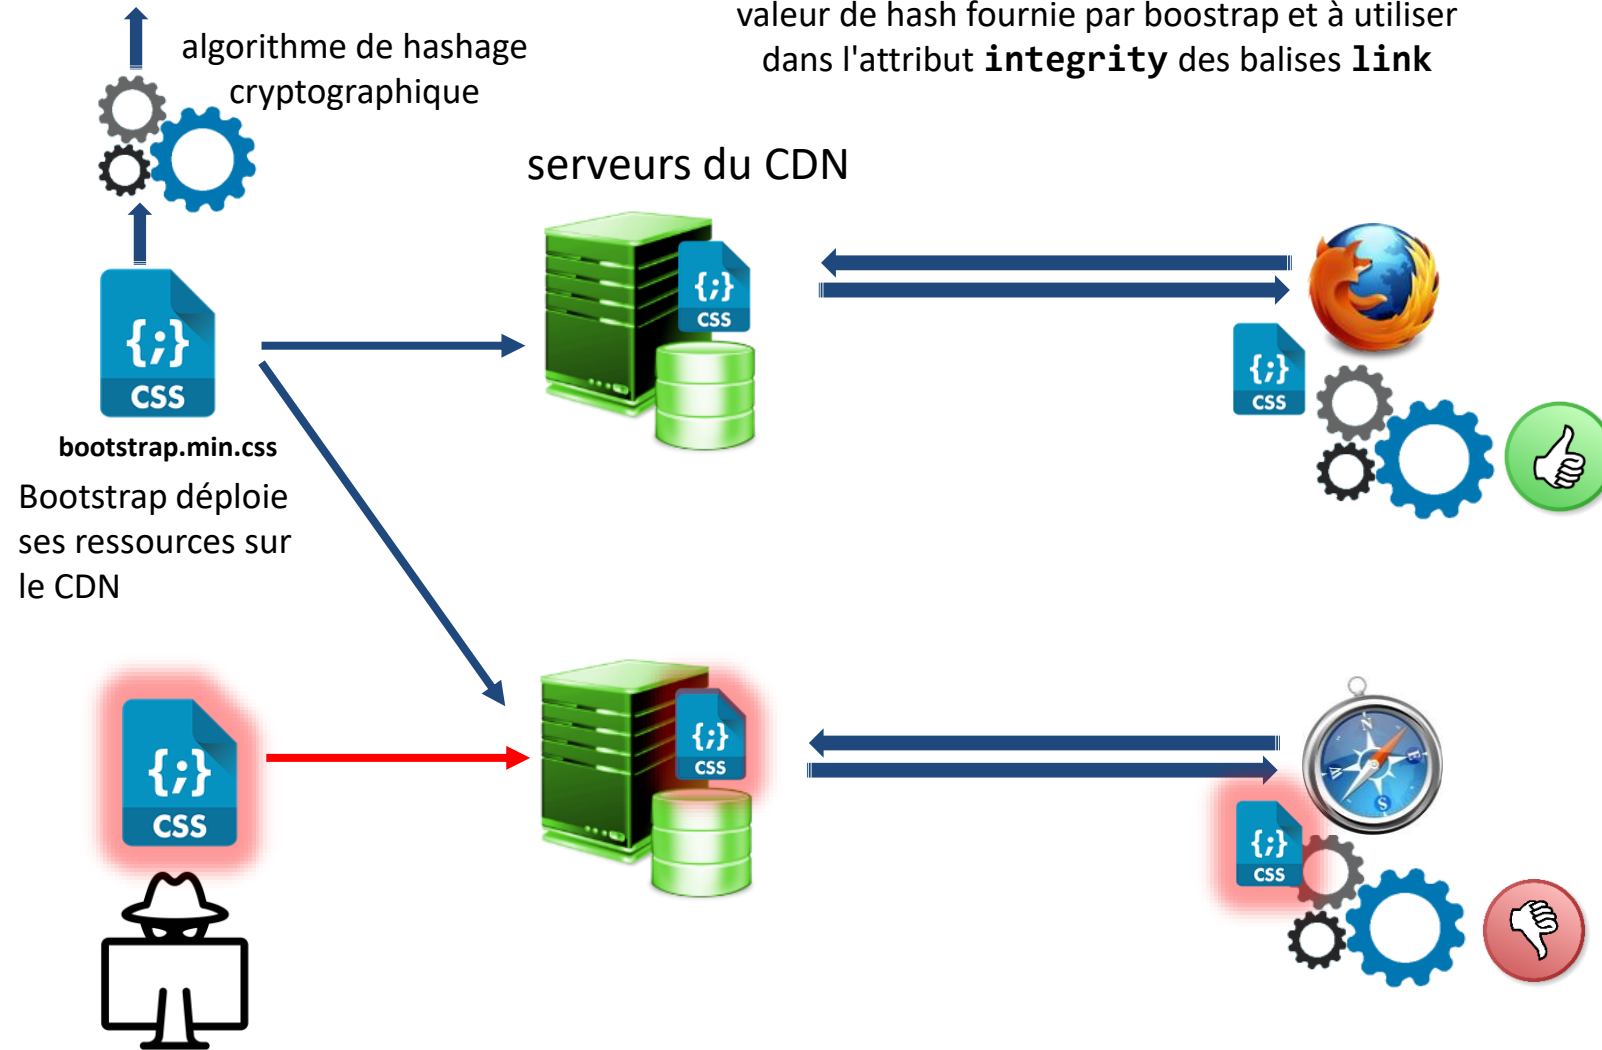 valeur de hash fournie par boostrap et à utiliser
dans l'attribut integrity des balises link
algorithme de hashage
cryptographique
serveurs du CDN
{;}
CSS
{;}
CSS
bootstrap.min.css
{;}
CSS
Bootstrap déploie
ses ressources sur
le CDN
{;}
CSS
{;}
CSS
{;}
CSS
N
E
S
W